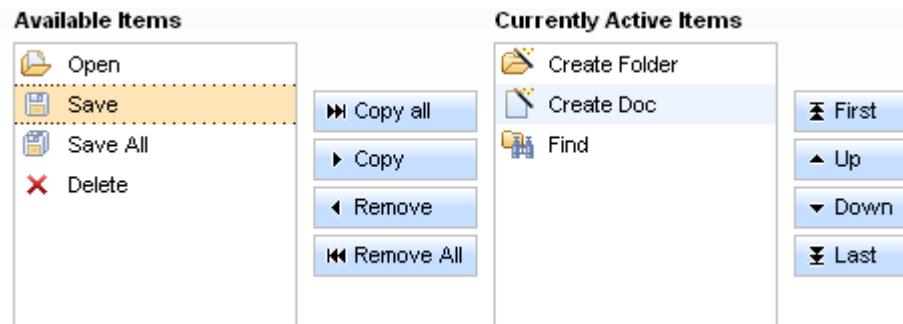 Available Items
Open
Save
Save All
Delete
Copy all
Copy
Remove
Remove All
Currently Active Items
Create Folder
Create Doc
Find
First
Up
Down
Last